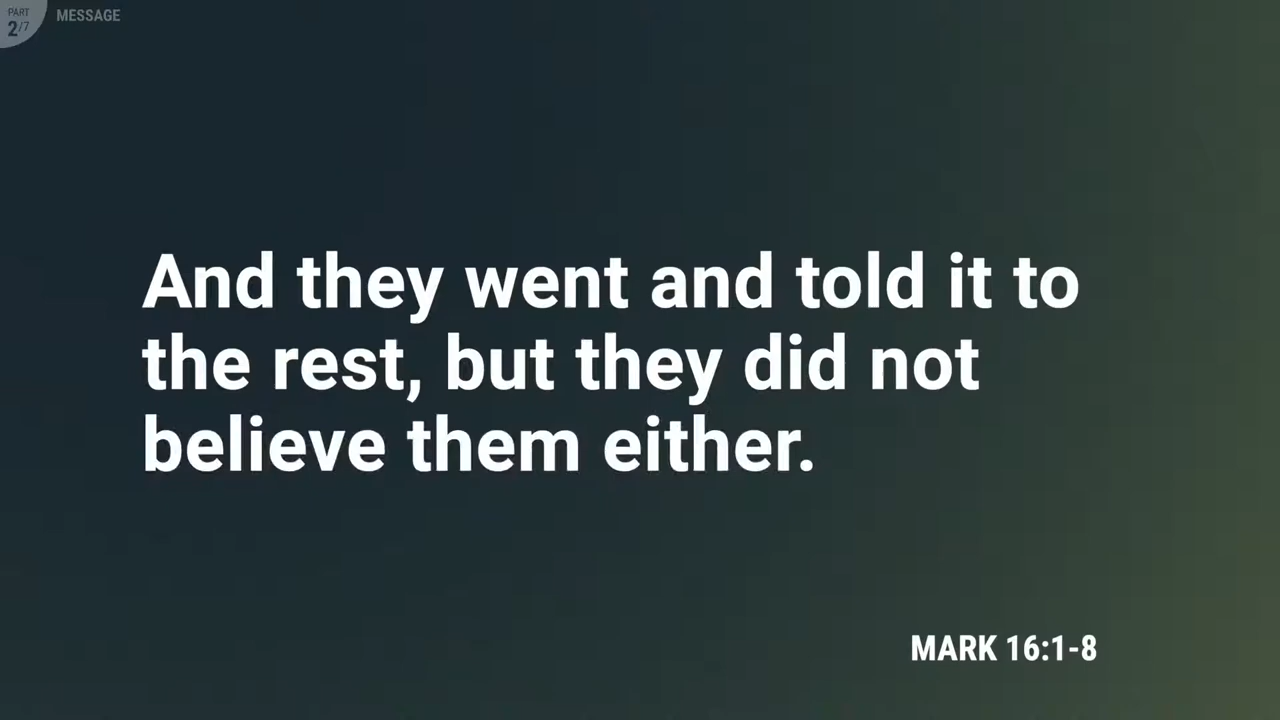 PART
2/7
MESSAGE
And they went and told it to
the rest, but they did not
believe them either.
MARK 16:1-8